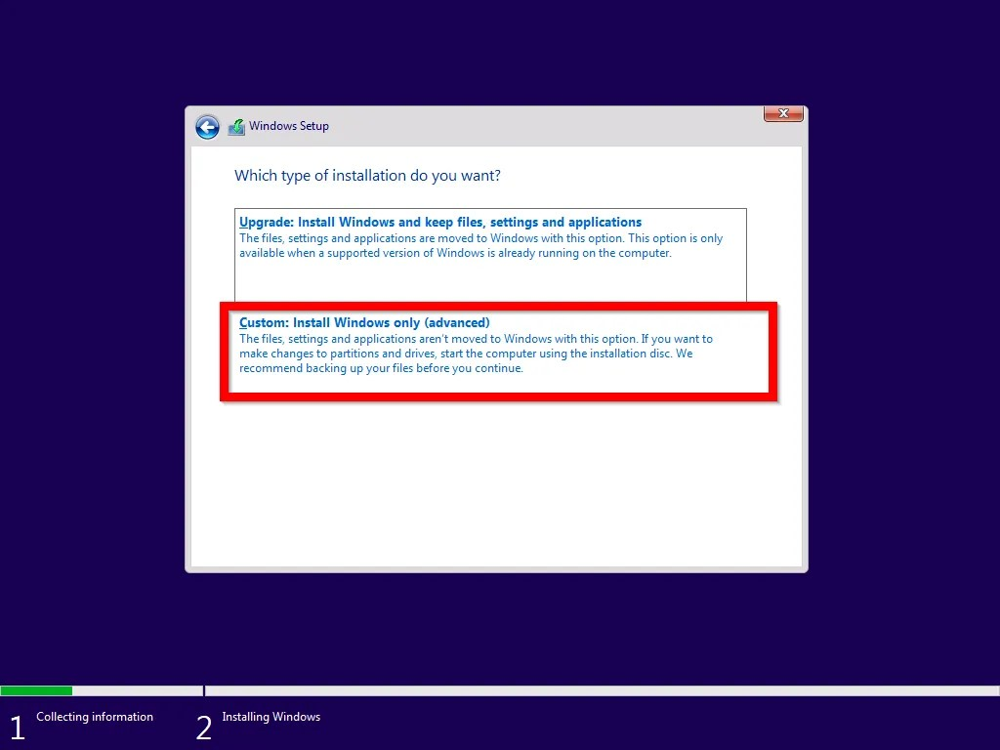 Windows Setup
x
Which type of installation do you want?
Upgrade: Install Windows and keep files, settings and applications
The files, settings and applications are moved to Windows with this option. This option is only
available when a supported version of Windows is already running on the computer.
Custom: Install Windows only (advanced)
The files, settings and applications aren't moved to Windows with this option. If you want to
make changes to partitions and drives, start the computer using the installation disc. We
recommend backing up your files before you continue.
1 Collecting information
2 Installing Windows